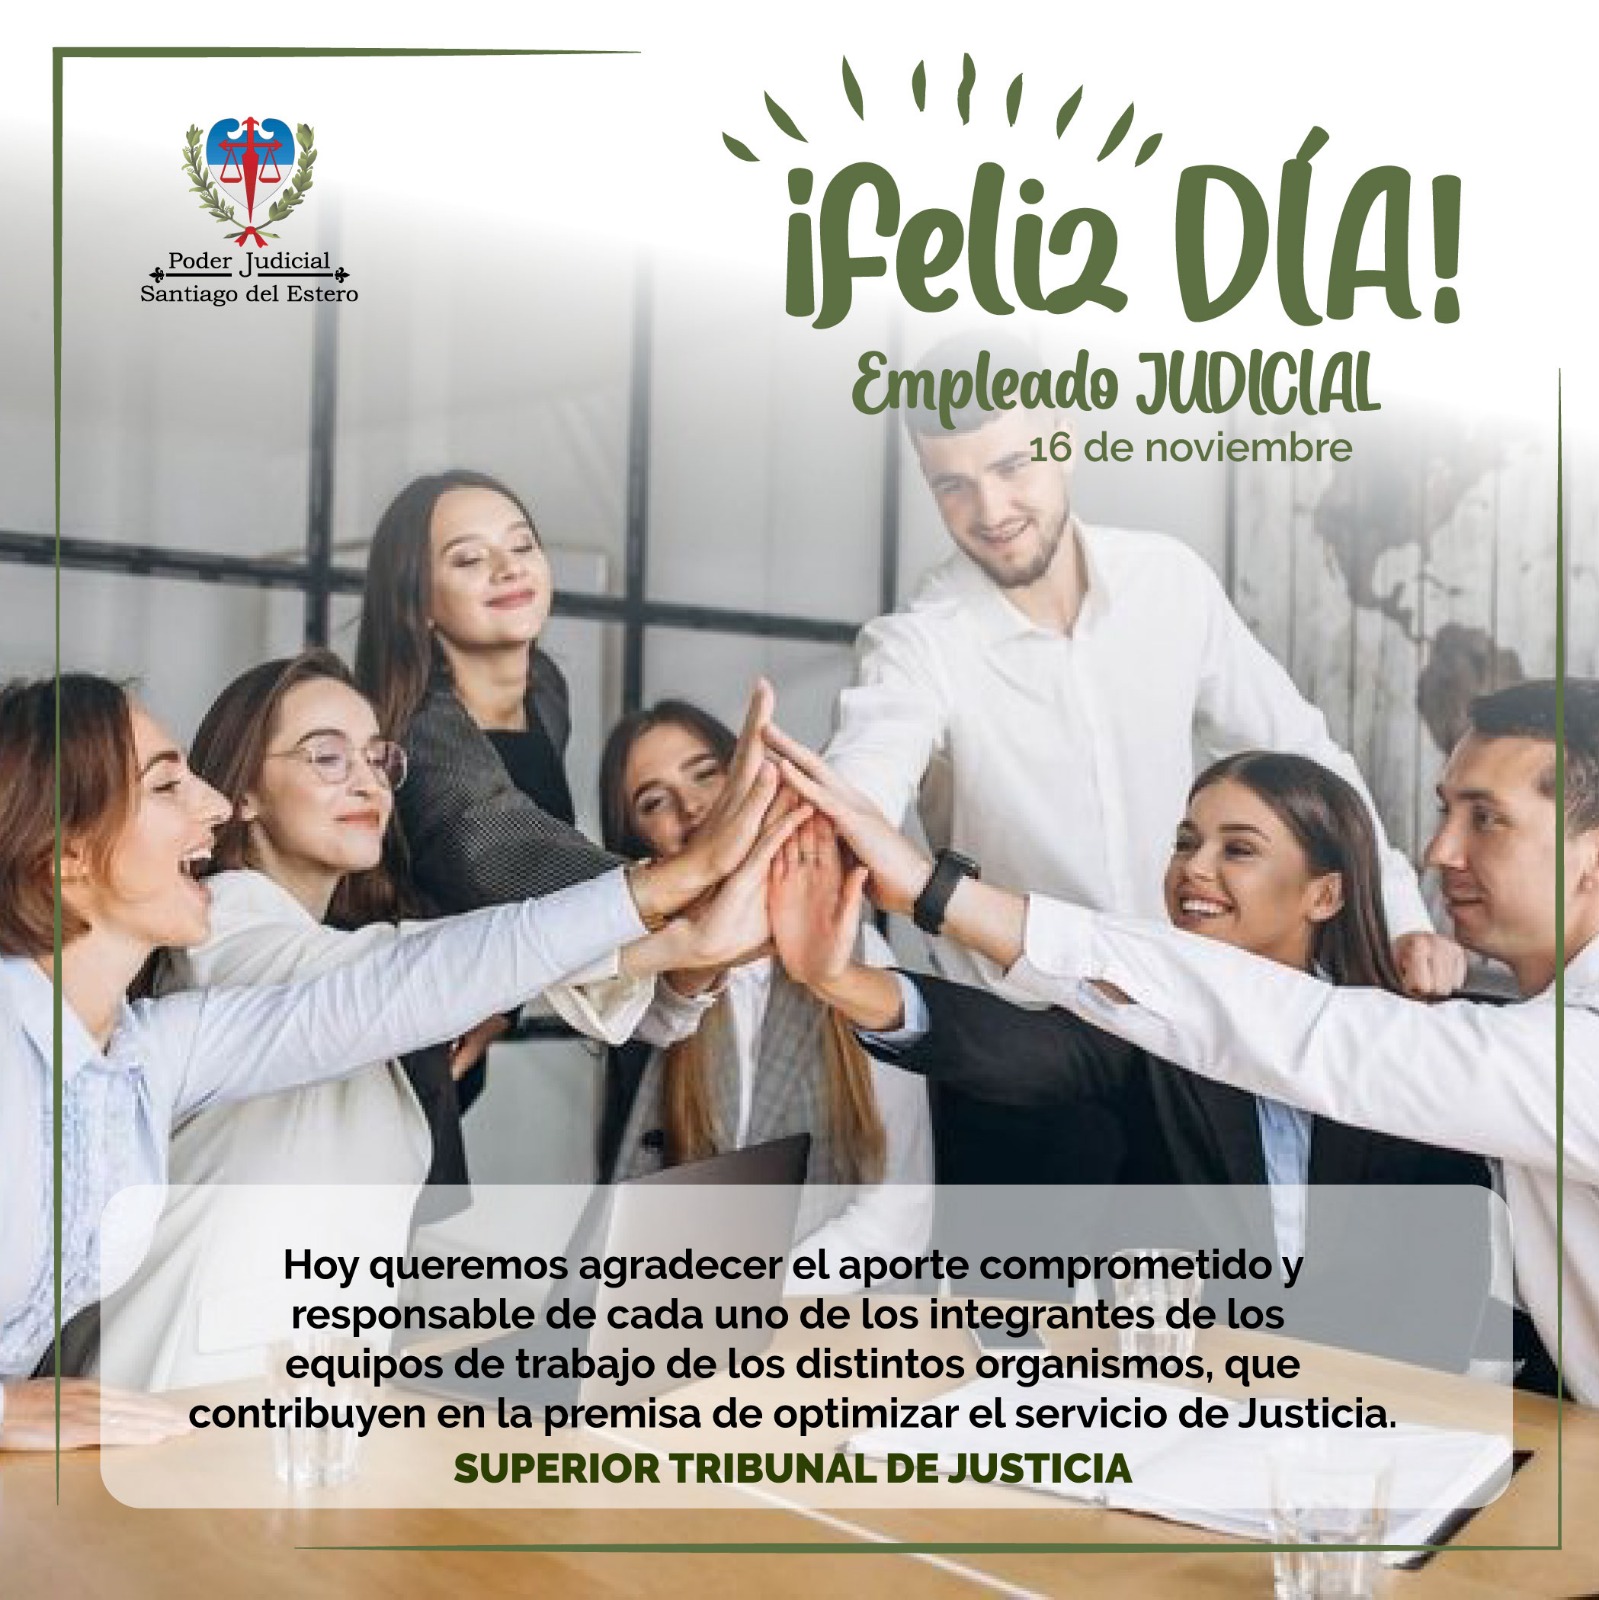 Poder Judicial
Santiago del Estero
¡Feliz DÍA!
Empleado JUDICIAL
16 de noviembre
Hoy queremos agradecer el aporte comprometido y
responsable de cada uno de los integrantes de los
equipos de trabajo de los distintos organismos, que
contribuyen en la premisa de optimizar el servicio de Justicia.
SUPERIOR TRIBUNAL DE JUSTICIA